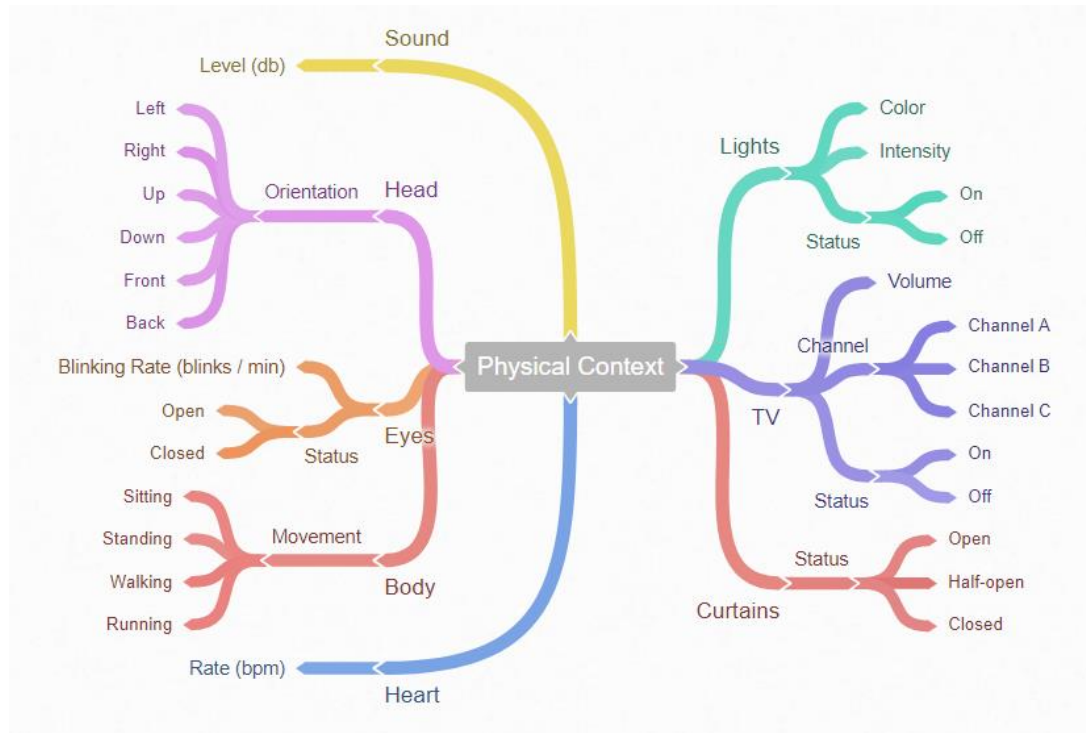 Sound
Level (db)
Head
Orientation
Left
Right
Up
Down
Front
Back
Eyes
Blinking Rate (blinks / min)
Status
Open
Closed
Body
Movement
Sitting
Standing
Walking
Running
Heart
Rate (bpm)
Physical Context
Lights
Color
Intensity
Status
On
Off
TV
Volume
Channel
Channel A
Channel B
Channel C
Status
On
Off
Curtains
Status
Open
Half-open
Closed